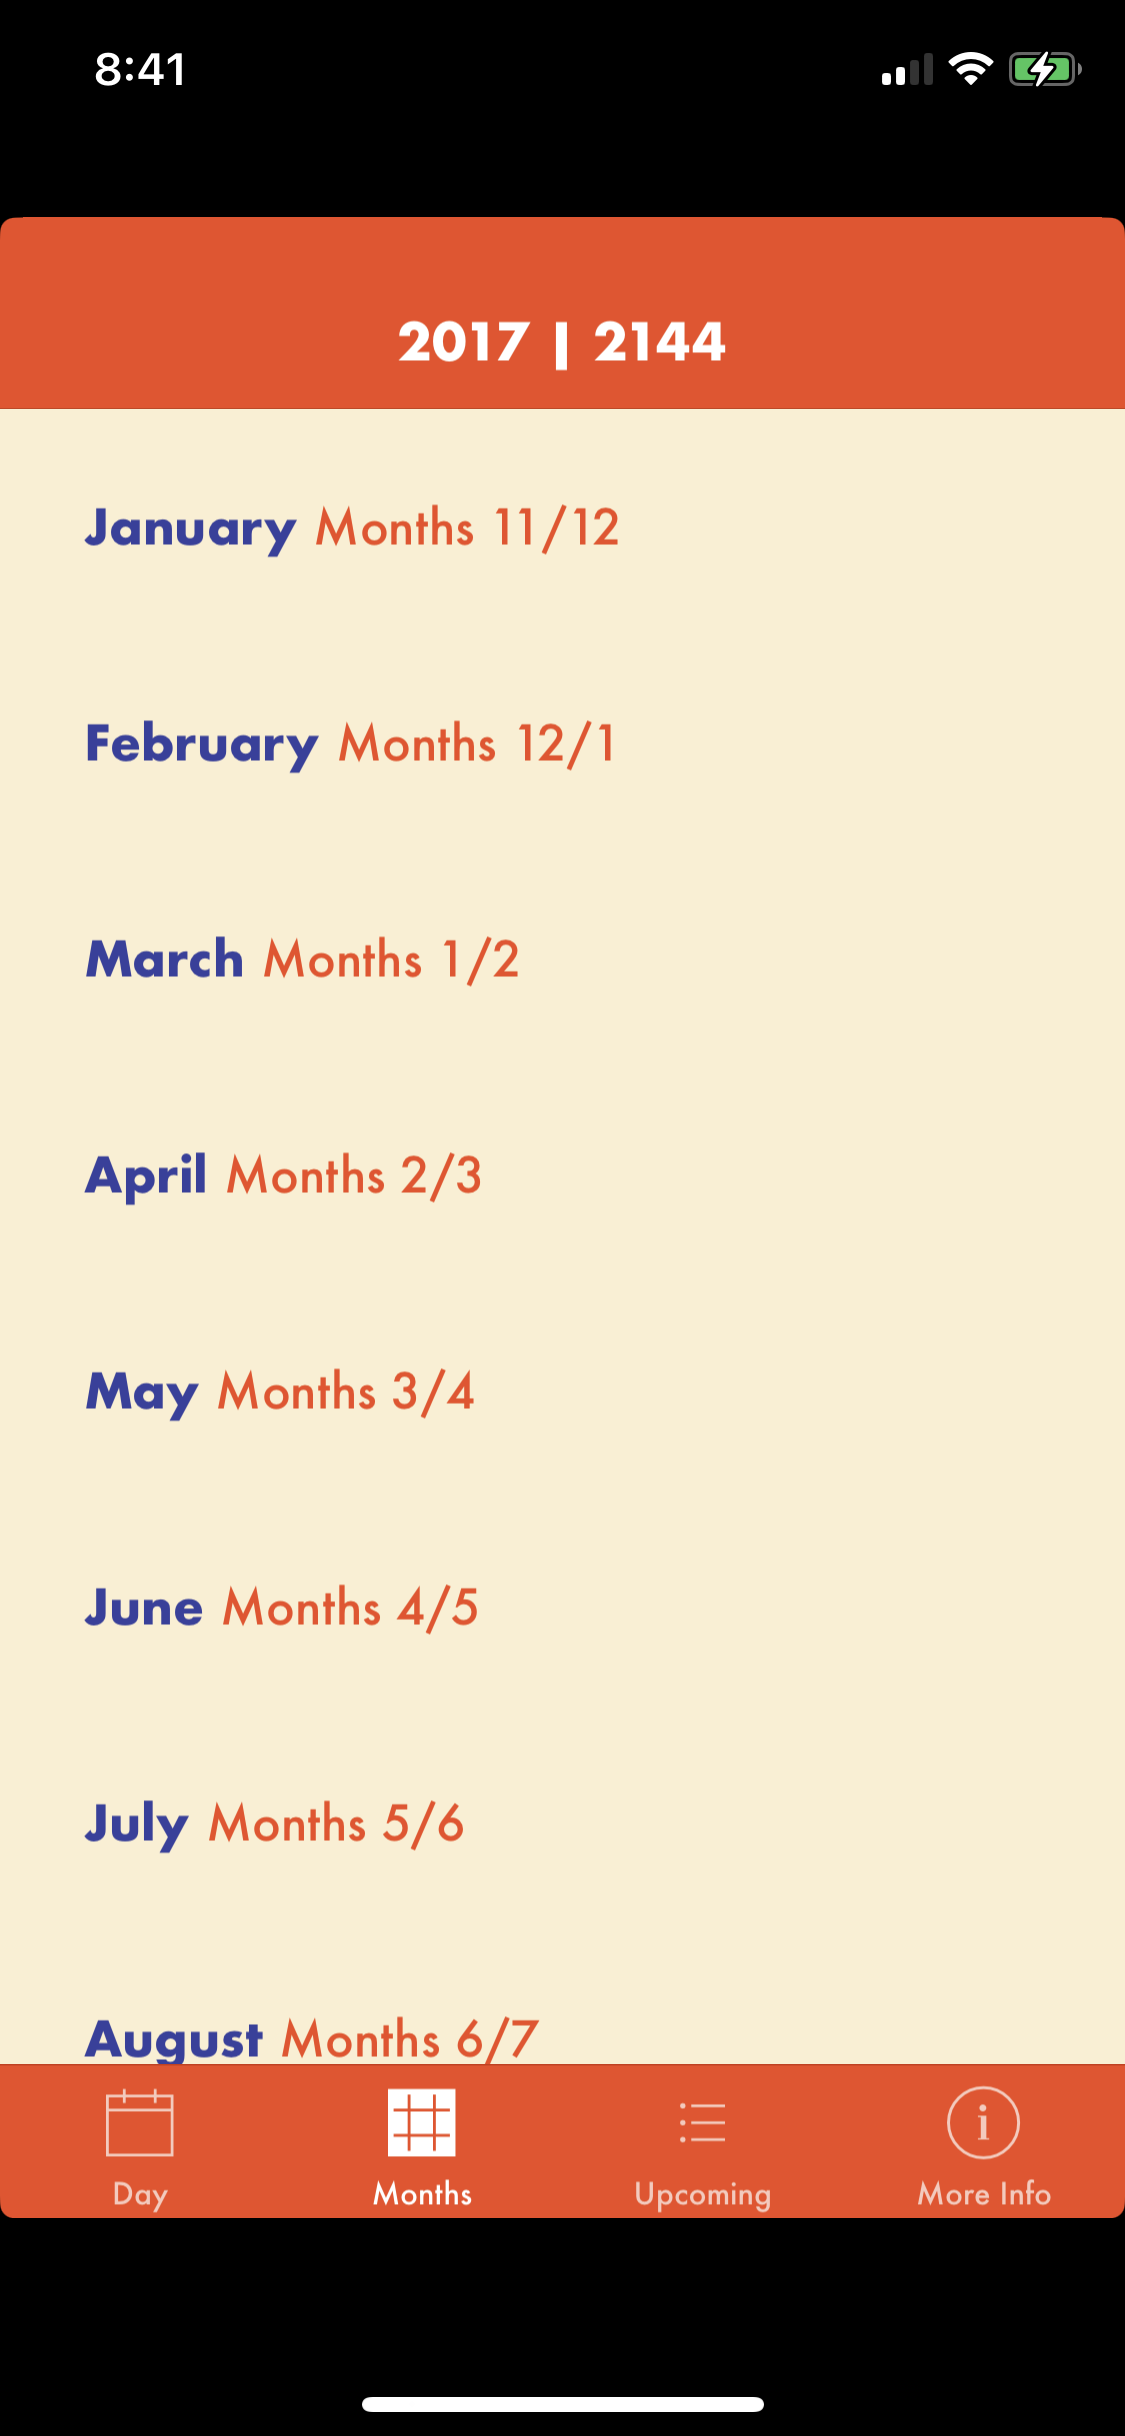 8:41
2017 | 2144
January Months 11/12
February Months 12/1
March Months 1/2
April Months 2/3
May Months 3/4
June Months 4/5
July Months 5/6
August Months 6/7
Day Months Upcoming More Info